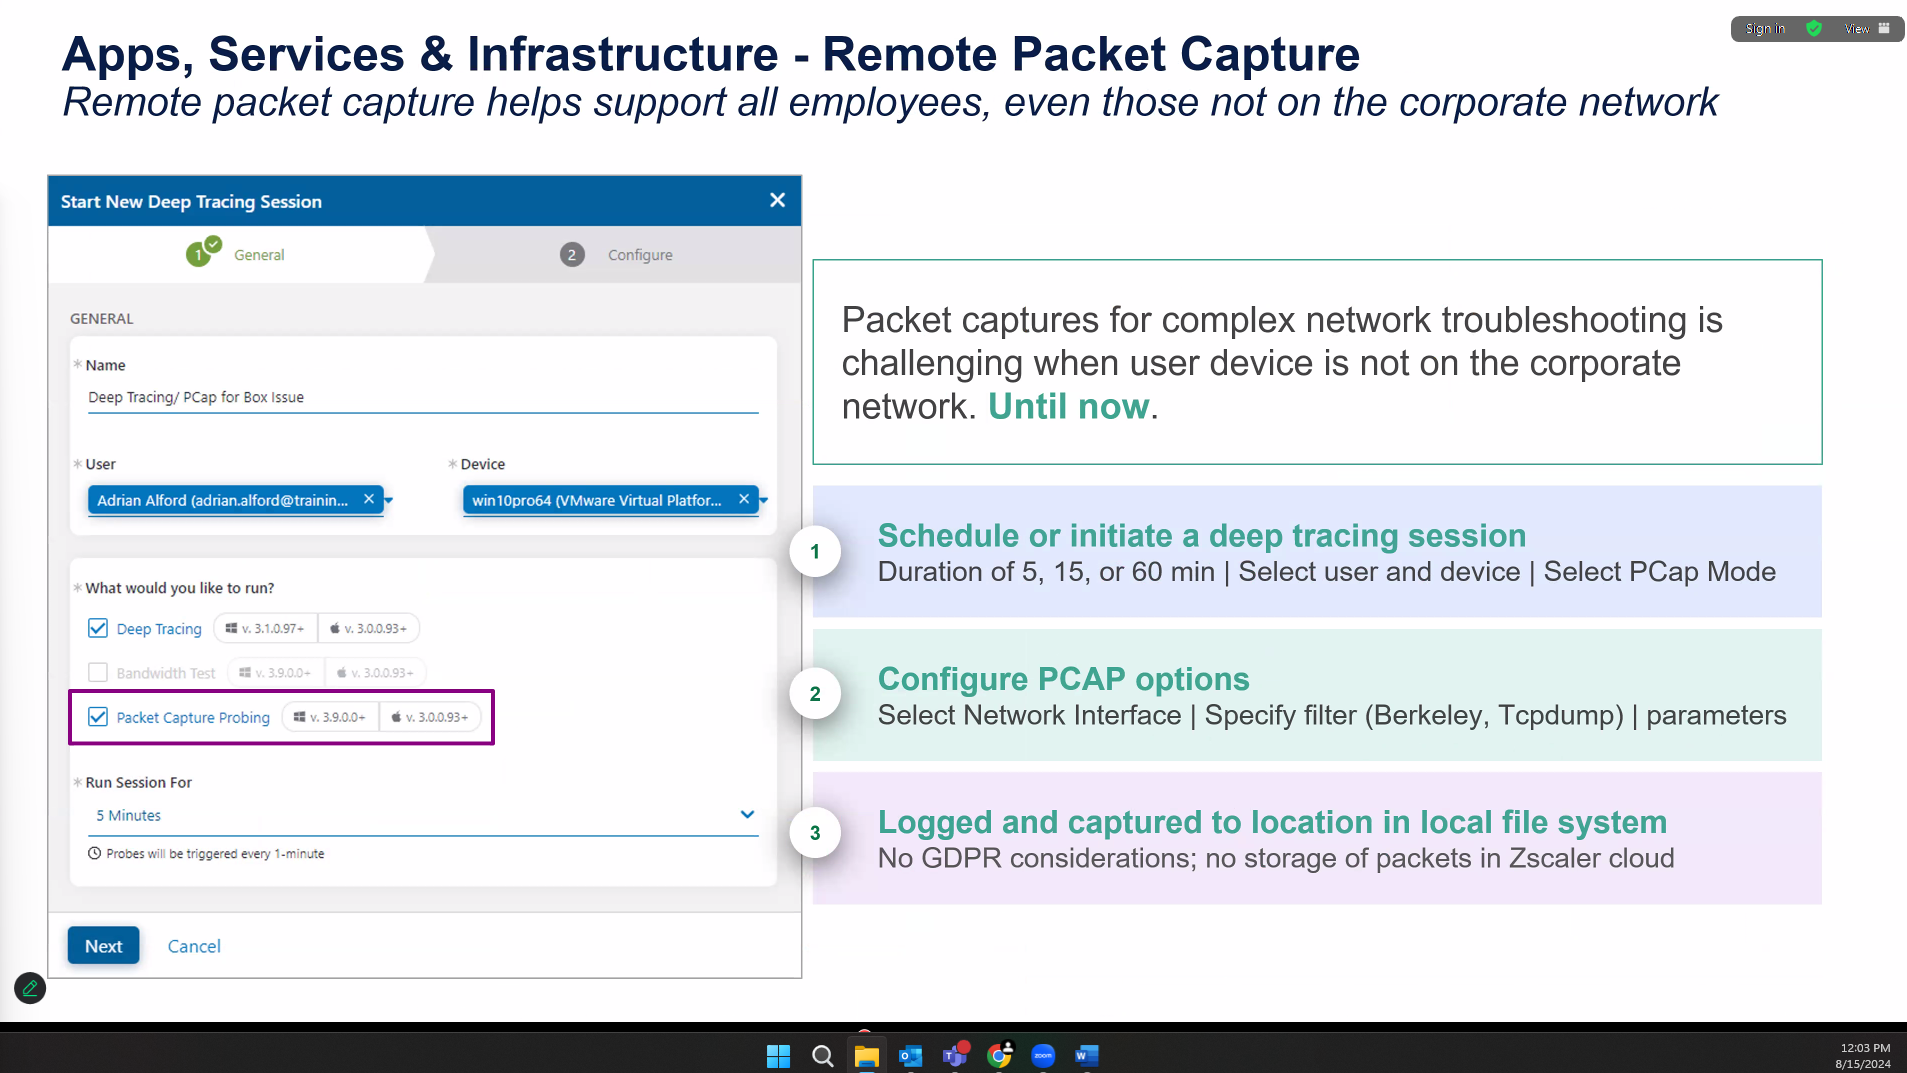 Apps, Services & Infrastructure - Remote Packet Capture
Remote packet capture helps support all employees, even those not on the corporate network
Sign in
View
Start New Deep Tracing Session
1 General
2 Configure
GENERAL
* Name
Deep Tracing/ PCap for Box Issue
* User
* Device
Adrian Alford (adrian.alford@trainin...
win10pro64 (VMware Virtual Platfor...
* What would you like to run?
Deep Tracing v. 3.1.0.97+ v. 3.0.0.93+
Bandwidth Test v. 3.9.0.0+ v. 3.0.0.93+
Packet Capture Probing v. 3.9.0.0+ v. 3.0.0.93+
* Run Session For
5 Minutes
Probes will be triggered every 1-minute
Next
Cancel
Packet captures for complex network troubleshooting is
challenging when user device is not on the corporate
network. Until now.
1
Schedule or initiate a deep tracing session
Duration of 5, 15, or 60 min | Select user and device | Select PCap Mode
2
Configure PCAP options
Select Network Interface | Specify filter (Berkeley, Tcpdump) | parameters
3
Logged and captured to location in local file system
No GDPR considerations; no storage of packets in Zscaler cloud
zoom
12:03 PM
8/15/2024